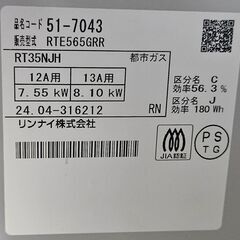 品名コード 51-7043
販売型式 RTE565GRR
RT35NJH 都市ガス
12A用 13A用
7.55 kW 8.10 kW
24.04-316212 RN
リンナイ株式会社
区分名 C
効率56.3 %
区分名 J
効率 180 Wh
JIA認証
PS
TG